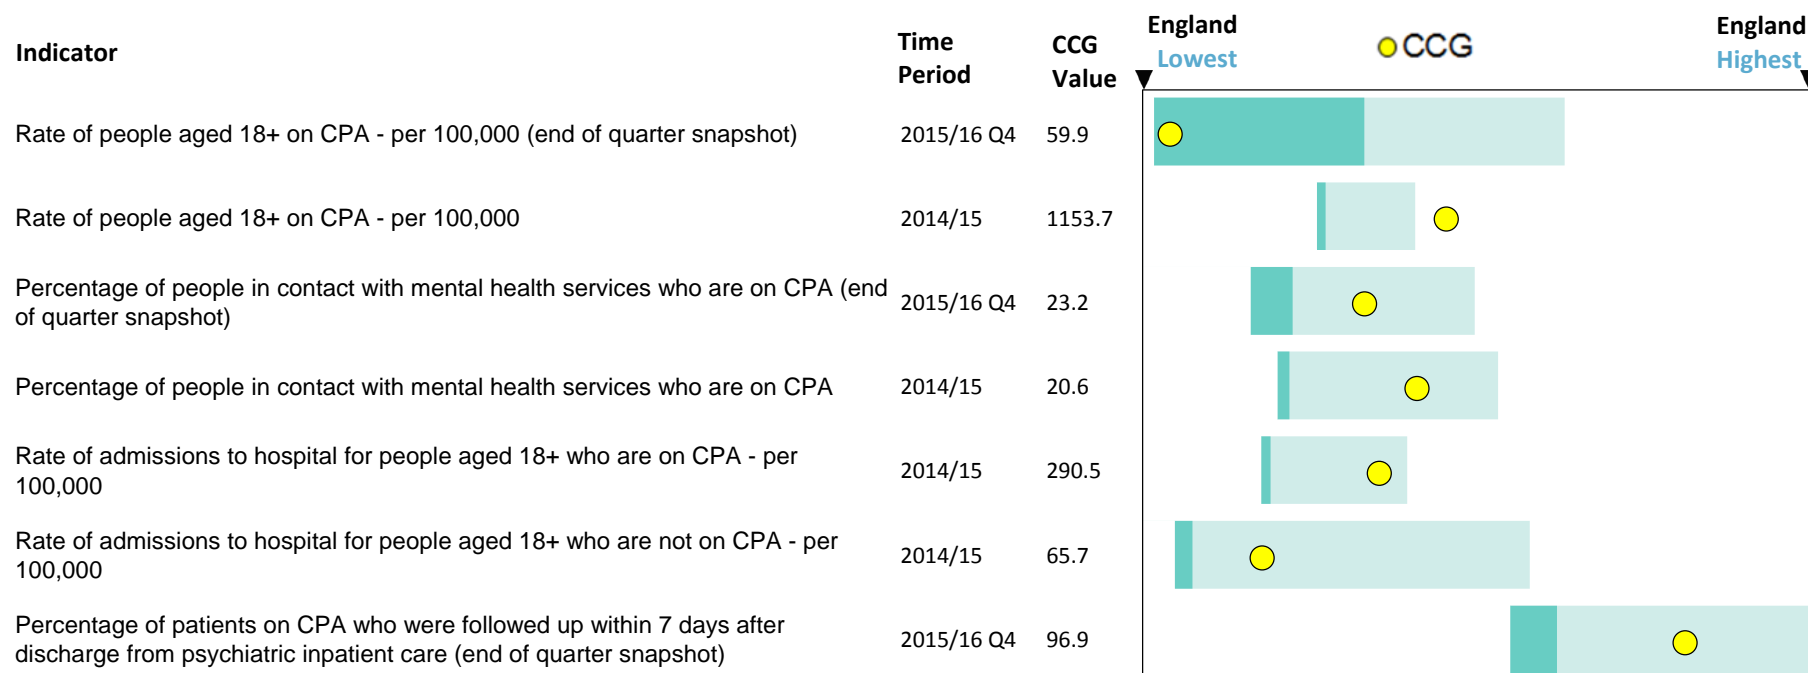 Indicator
Time
Period
CCG
Value
England
Lowest
CCG
England
Highest
Rate of people aged 18+ on CPA - per 100,000 (end of quarter snapshot) 2015/16 Q4 59.9
Rate of people aged 18+ on CPA - per 100,000 2014/15 1153.7
Percentage of people in contact with mental health services who are on CPA (end
of quarter snapshot) 2015/16 Q4 23.2
Percentage of people in contact with mental health services who are on CPA 2014/15 20.6
Rate of admissions to hospital for people aged 18+ who are on CPA - per
100,000 2014/15 290.5
Rate of admissions to hospital for people aged 18+ who are not on CPA - per
100,000 2014/15 65.7
Percentage of patients on CPA who were followed up within 7 days after
discharge from psychiatric inpatient care (end of quarter snapshot) 2015/16 Q4 96.9